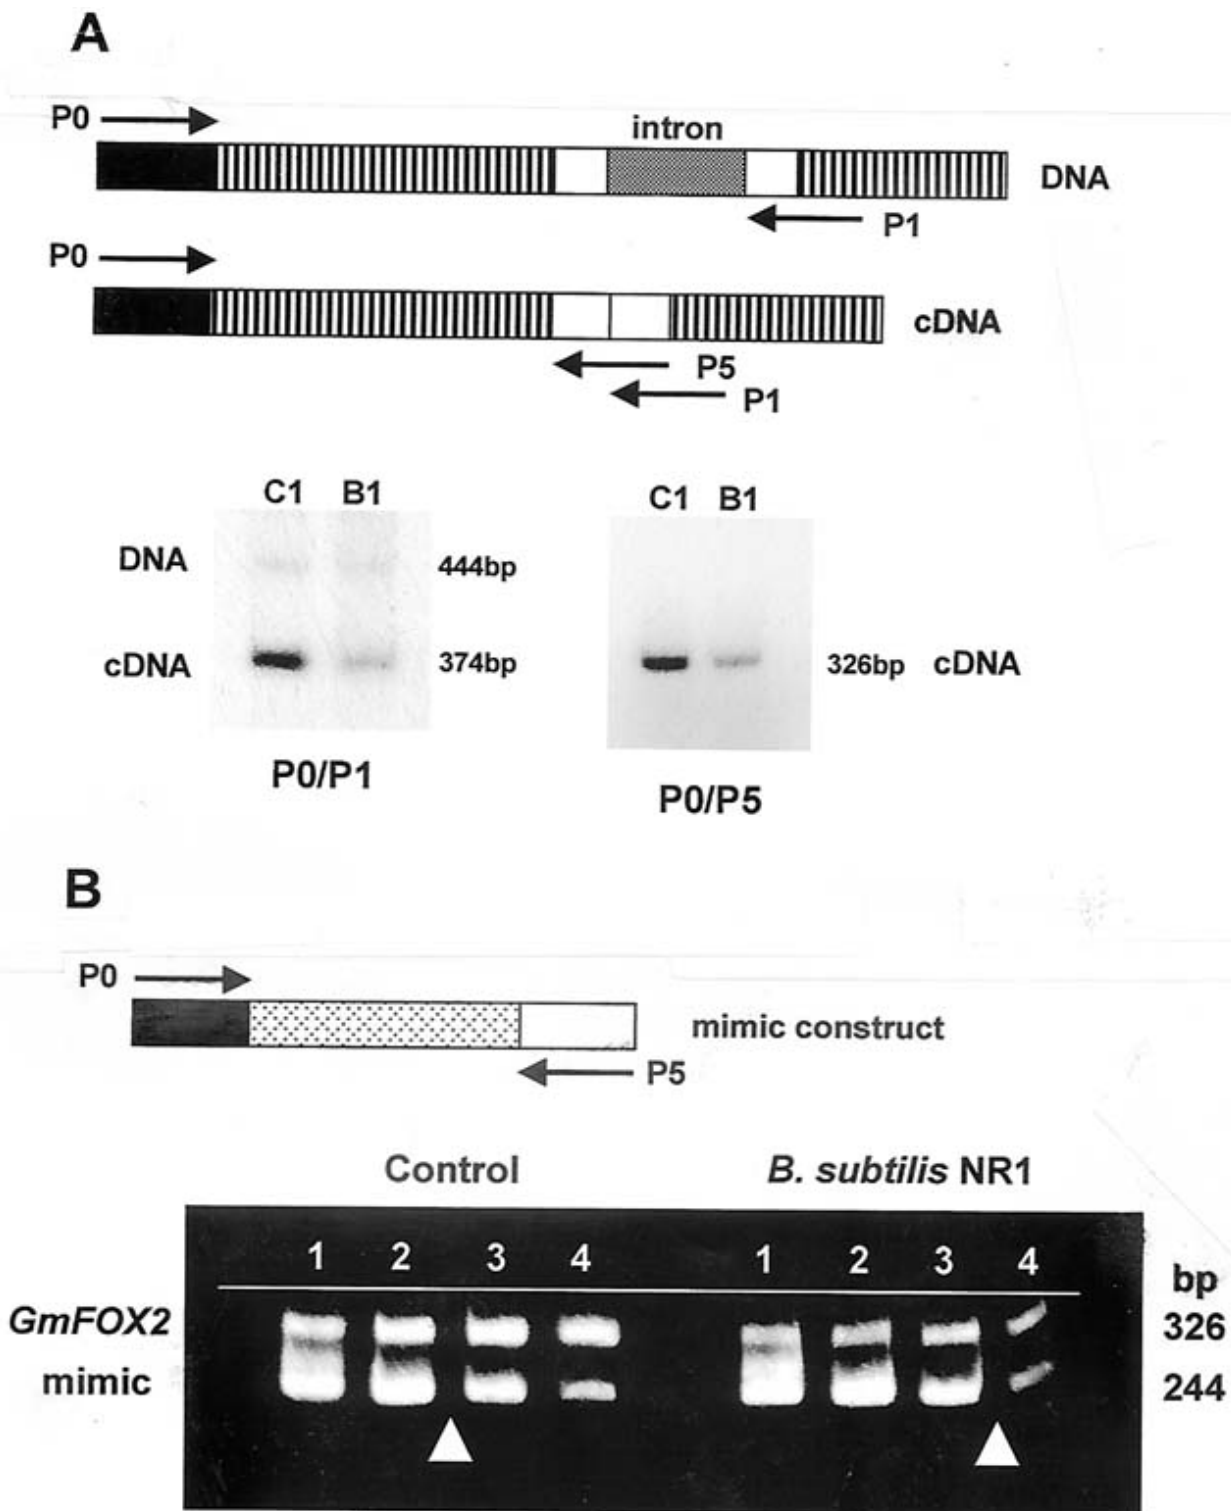 A
P0
intron
DNA
P1
P0
cDNA
P5
P1
C1 B1
C1 B1
DNA
444bp
cDNA
374bp
326bp cDNA
P0/P1
P0/P5
B
P0
mimic construct
P5
Control
B. subtilis NR1
1 2 3 4
1 2 3 4
bp
GmFOX2
326
mimic
244